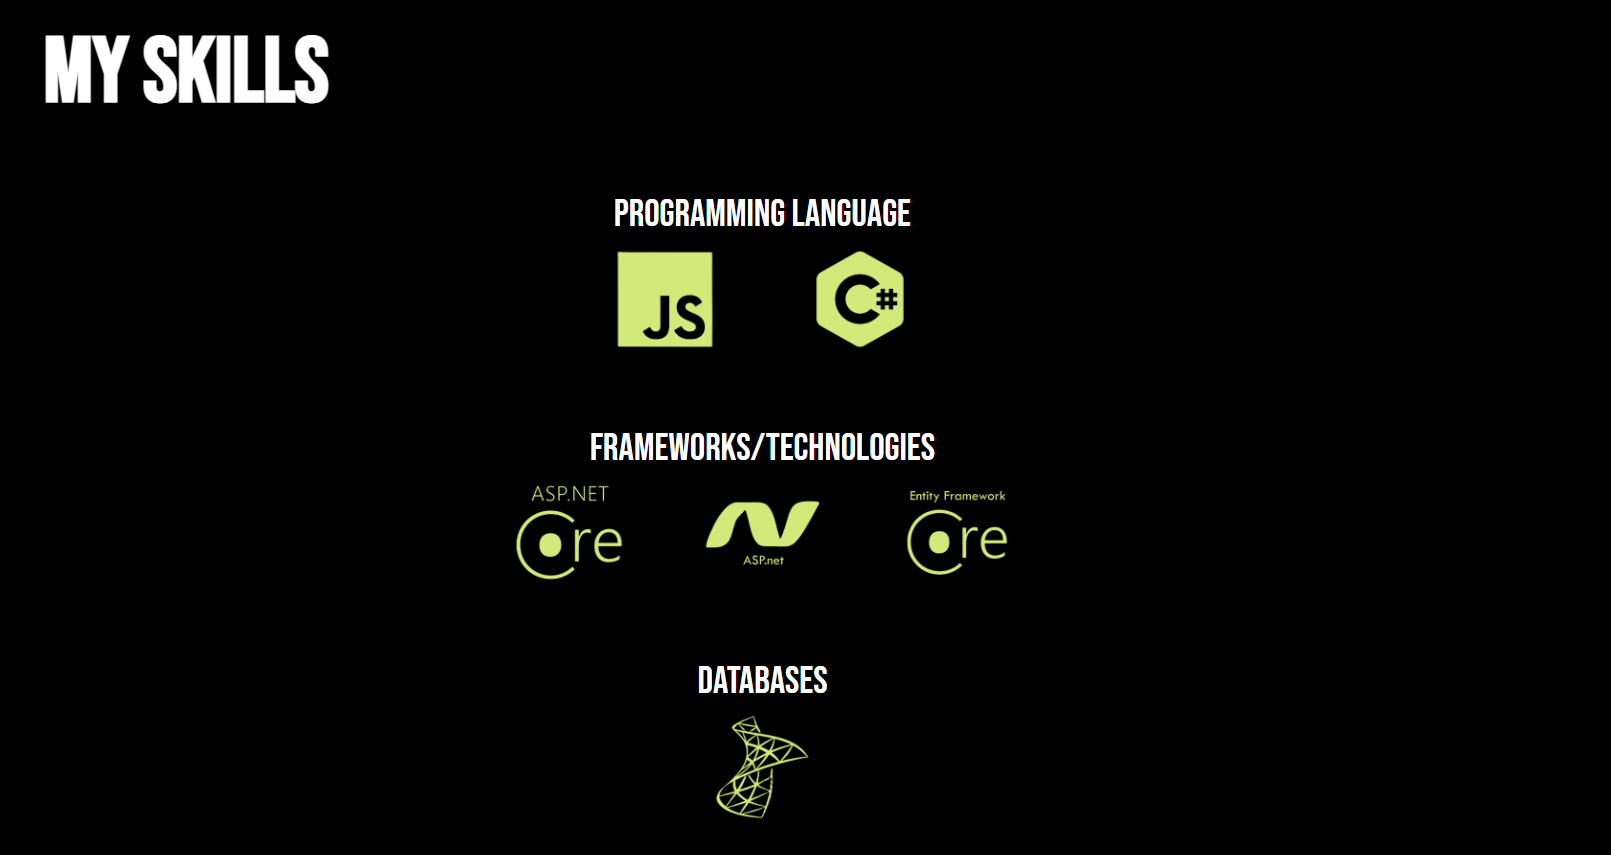 MY SKILLS
PROGRAMMING LANGUAGE
JS
C#
FRAMEWORKS/TECHNOLOGIES
ASP.NET
Core
ASP.net
Entity Framework
Core
DATABASES